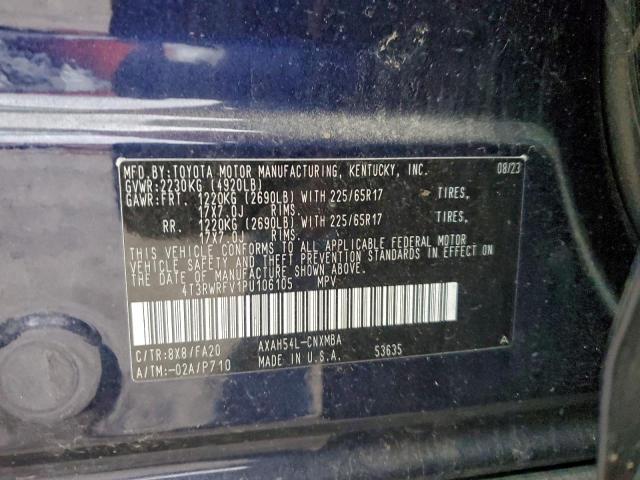 MFD.BY:TOYOTA MOTOR MANUFACTURING, KENTUCKY, INC. 08/23
GVWR:2230KG (4920LB)
GAWR:FRT. 1220KG (2690LB) WITH 225/65R17 TIRES,
17X7.0J RIMS.
RR. 1220KG (2690LB) WITH 225/65R17 TIRES,
17X7.0J RIMS.
THIS VEHICLE CONFORMS TO ALL APPLICABLE FEDERAL MOTOR
VEHICLE SAFETY AND THEFT PREVENTION STANDARDS IN EFFECT
ON THE DATE OF MANUFACTURE SHOWN ABOVE.
4T3RWRFV1PU106105 MPV
C/TR:8X8/FA20 AXAH54L-CNXMBA
A/TM:-02A/P710 MADE IN U.S.A. S3635 A